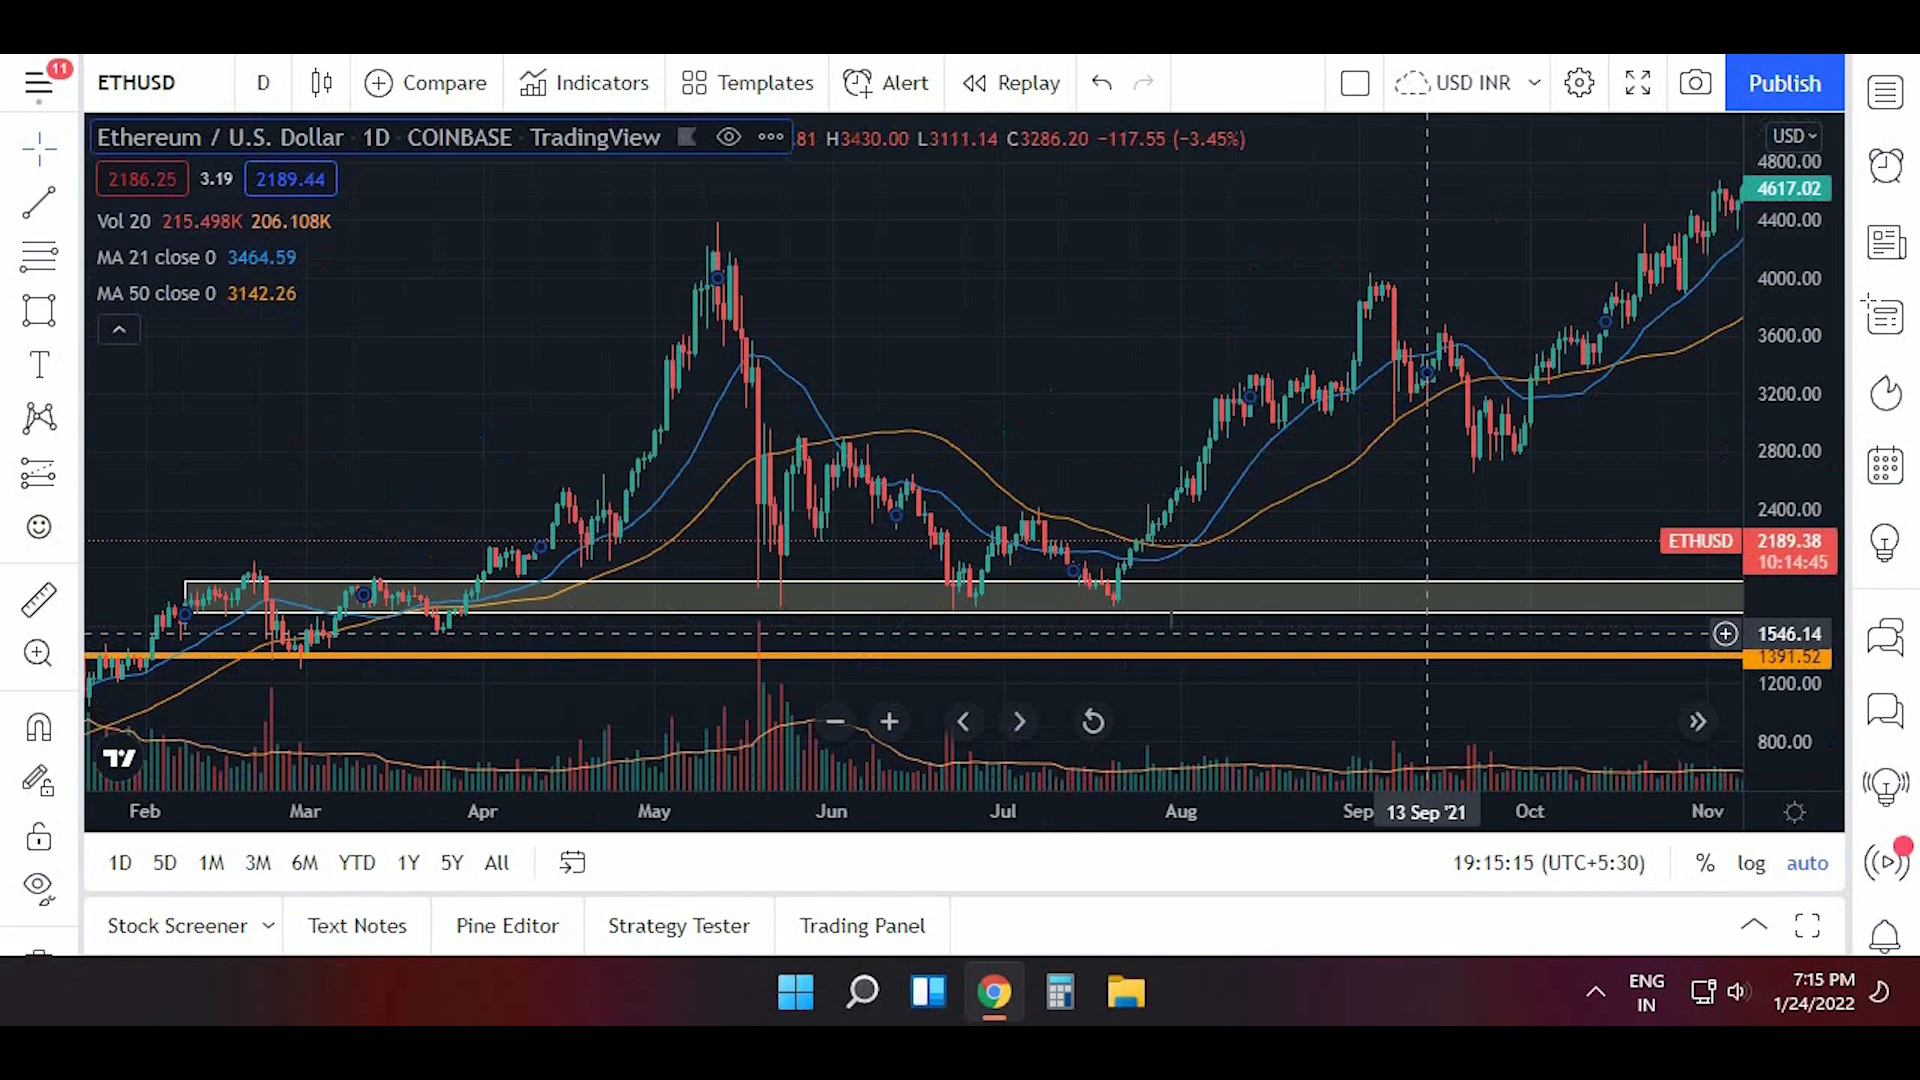 11
ETHUSD D Compare Indicators Templates Alert Replay USD INR Publish
Ethereum / U.S. Dollar · 1D · COINBASE · TradingView .81 H3430.00 L3111.14 C3286.20 −117.55 (−3.45%) USD
4800.00
2186.25 3.19 2189.44
4617.02
Vol 20 215.498K 206.108K
4400.00
MA 21 close 0 3464.59
4000.00
MA 50 close 0 3142.26
3600.00
3200.00
2800.00
2400.00
ETHUSD 2189.38
10:14:45
1546.14
1391.52
1200.00
800.00
Feb Mar Apr May Jun Jul Aug Sep 13 Sep '21 Oct Nov
1D 5D 1M 3M 6M YTD 1Y 5Y All 19:15:15 (UTC+5:30) % log auto
Stock Screener Text Notes Pine Editor Strategy Tester Trading Panel
ENG
IN
7:15 PM
1/24/2022